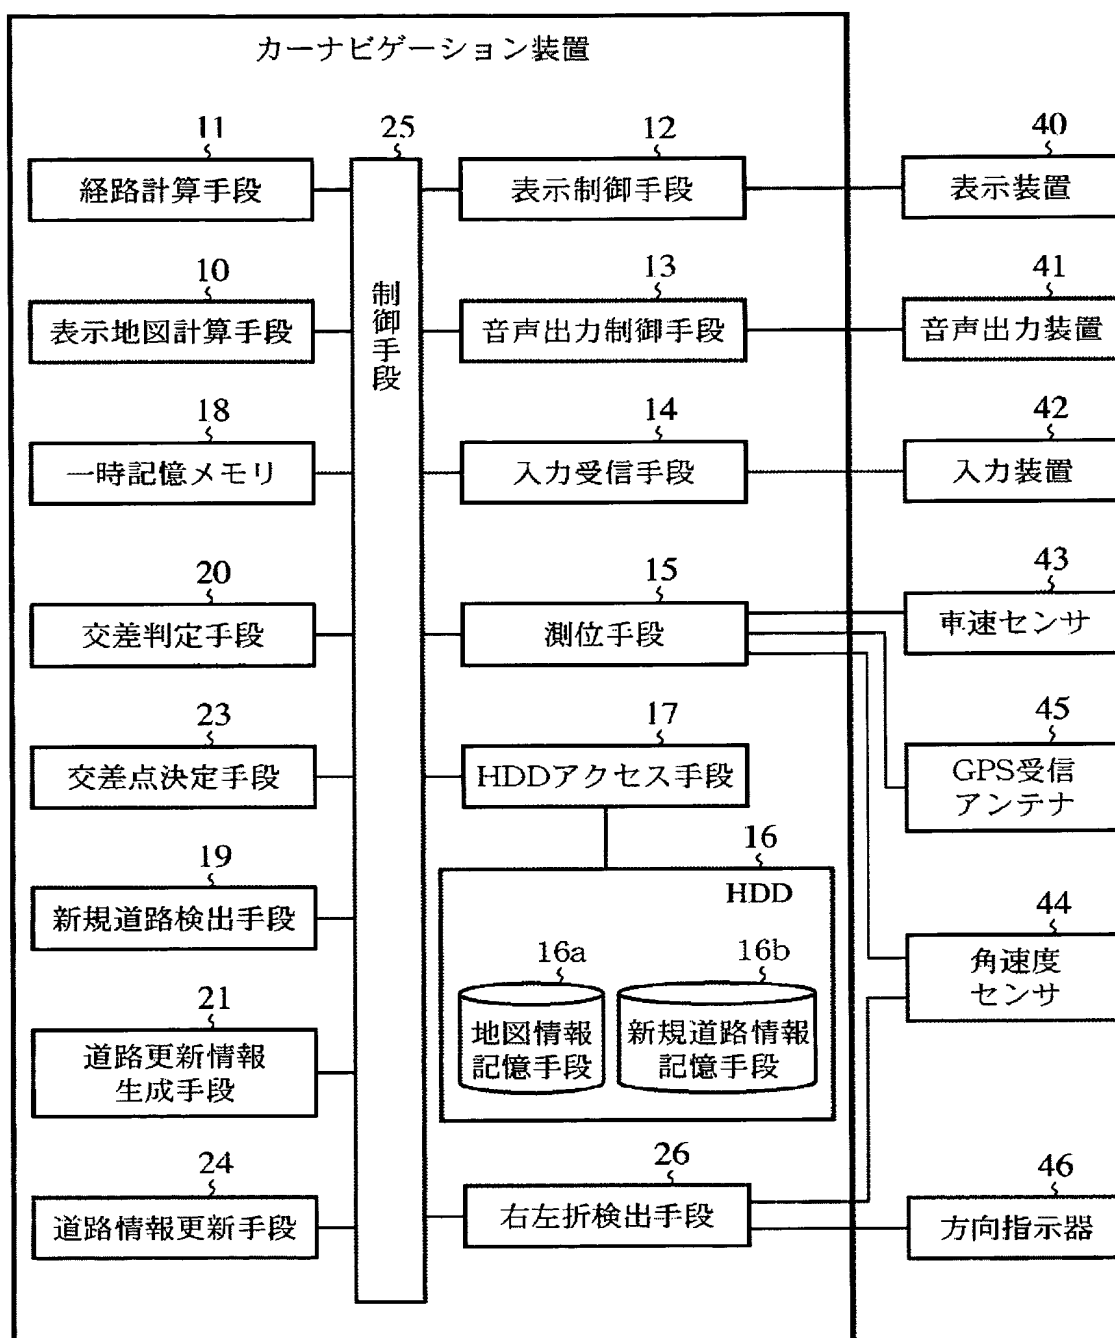 カーナビゲーション装置
11
経路計算手段
25
制御手段
12
表示制御手段
40
表示装置
10
表示地図計算手段
13
音声出力制御手段
41
音声出力装置
18
一時記憶メモリ
14
入力受信手段
42
入力装置
20
交差判定手段
15
測位手段
43
車速センサ
23
交差点決定手段
17
HDDアクセス手段
45
GPS受信
アンテナ
19
新規道路検出手段
16
HDD
16a
地図情報
記憶手段
16b
新規道路情報
記憶手段
44
角速度
センサ
21
道路更新情報
生成手段
24
道路情報更新手段
26
右左折検出手段
46
方向指示器